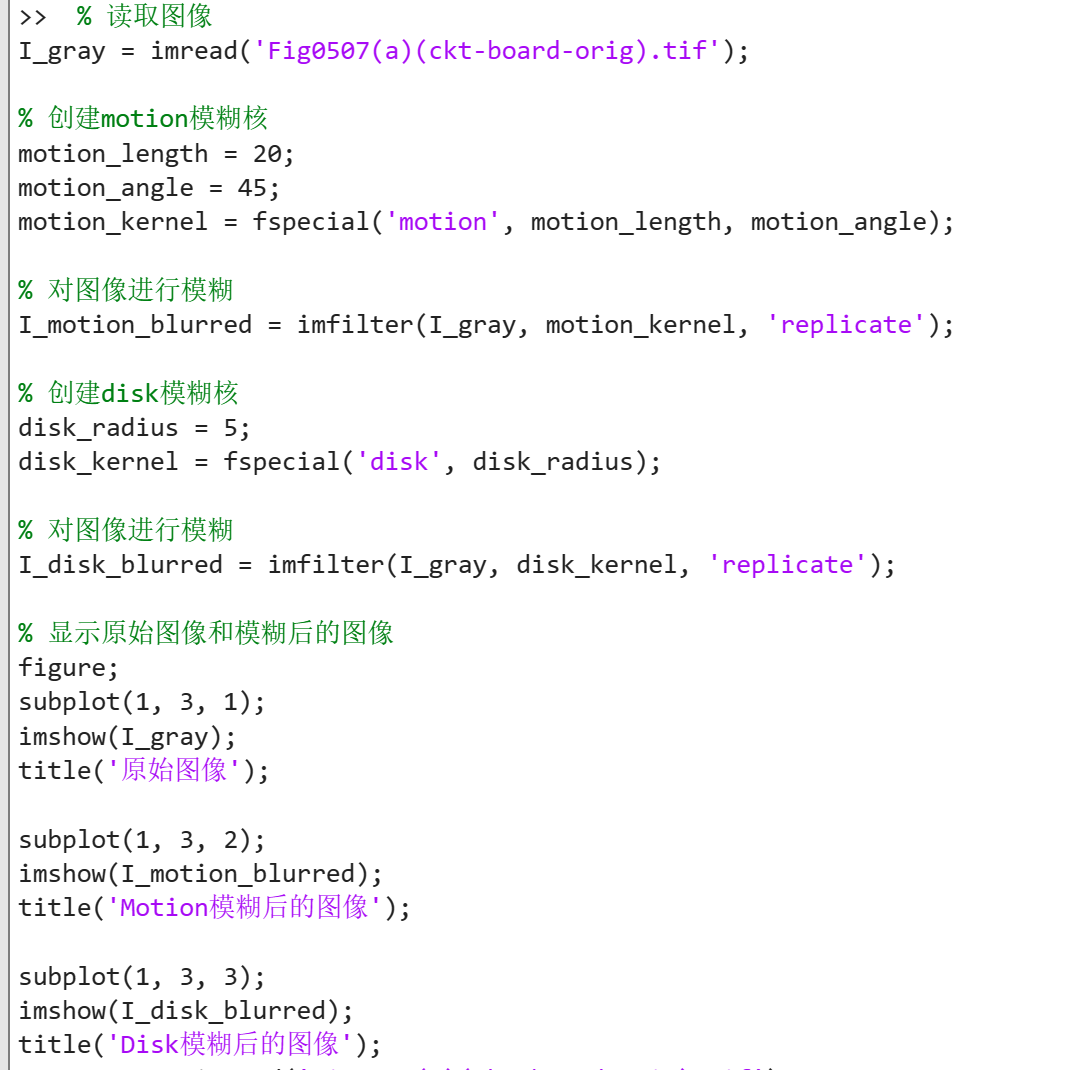 >>  % 读取图像
I_gray = imread('Fig0507(a)(ckt-board-orig).tif');
% 创建motion模糊核
motion_length = 20;
motion_angle = 45;
motion_kernel = fspecial('motion', motion_length, motion_angle);
% 对图像进行模糊
I_motion_blurred = imfilter(I_gray, motion_kernel, 'replicate');
% 创建disk模糊核
disk_radius = 5;
disk_kernel = fspecial('disk', disk_radius);
% 对图像进行模糊
I_disk_blurred = imfilter(I_gray, disk_kernel, 'replicate');
% 显示原始图像和模糊后的图像
figure;
subplot(1, 3, 1);
imshow(I_gray);
title('原始图像');
subplot(1, 3, 2);
imshow(I_motion_blurred);
title('Motion模糊后的图像');
subplot(1, 3, 3);
imshow(I_disk_blurred);
title('Disk模糊后的图像');